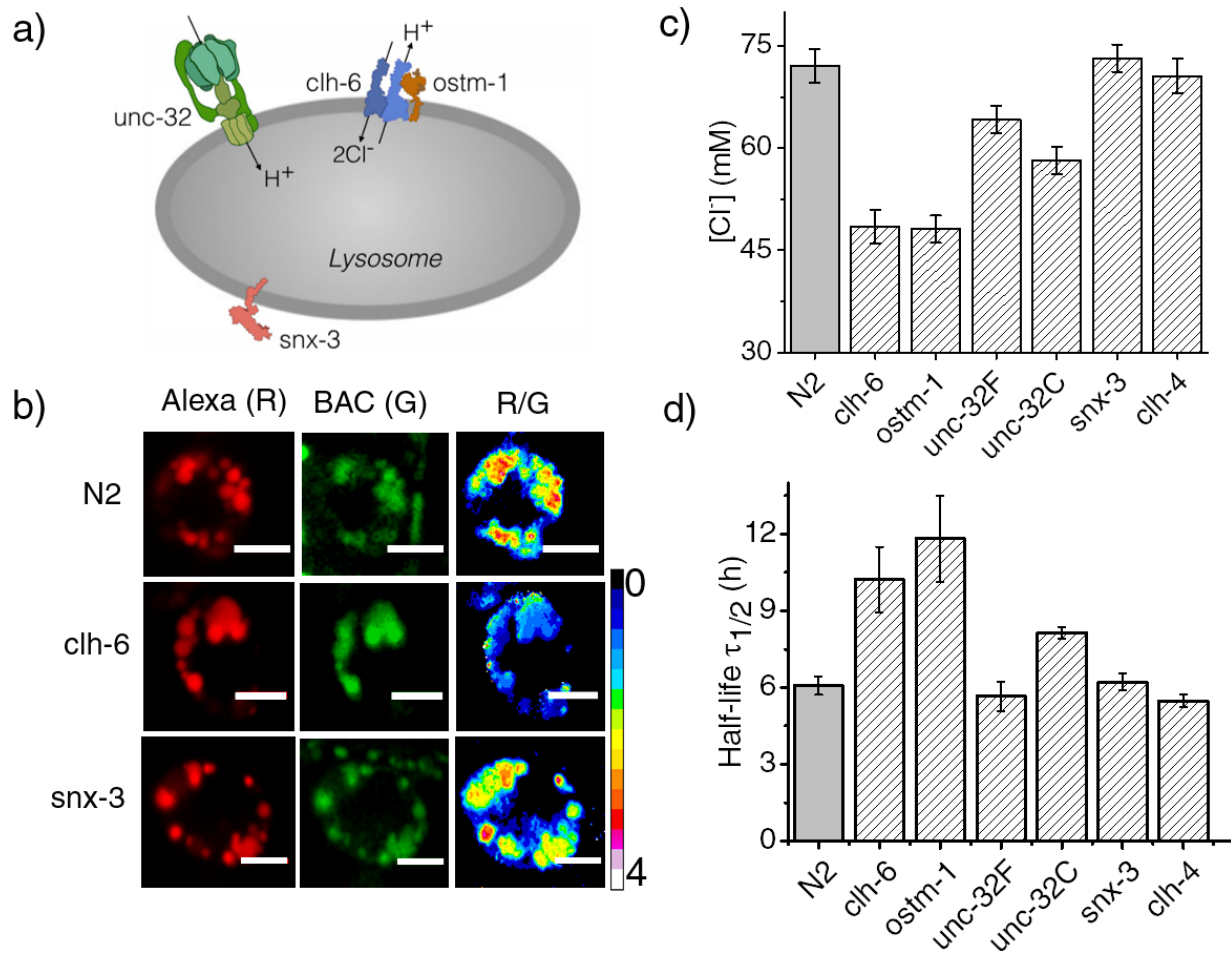 a)
H+
clh-6
ostm-1
unc-32
2Cl-
H+
Lysosome
snx-3
b)
Alexa (R)
BAC (G)
R/G
N2
clh-6
snx-3
0
4
c)
[Cl-] (mM)
75
60
45
30
N2
clh-6
ostm-1
unc-32F
unc-32C
snx-3
clh-4
d)
Half-life τ1/2 (h)
12
9
6
3
0
N2
clh-6
ostm-1
unc-32F
unc-32C
snx-3
clh-4